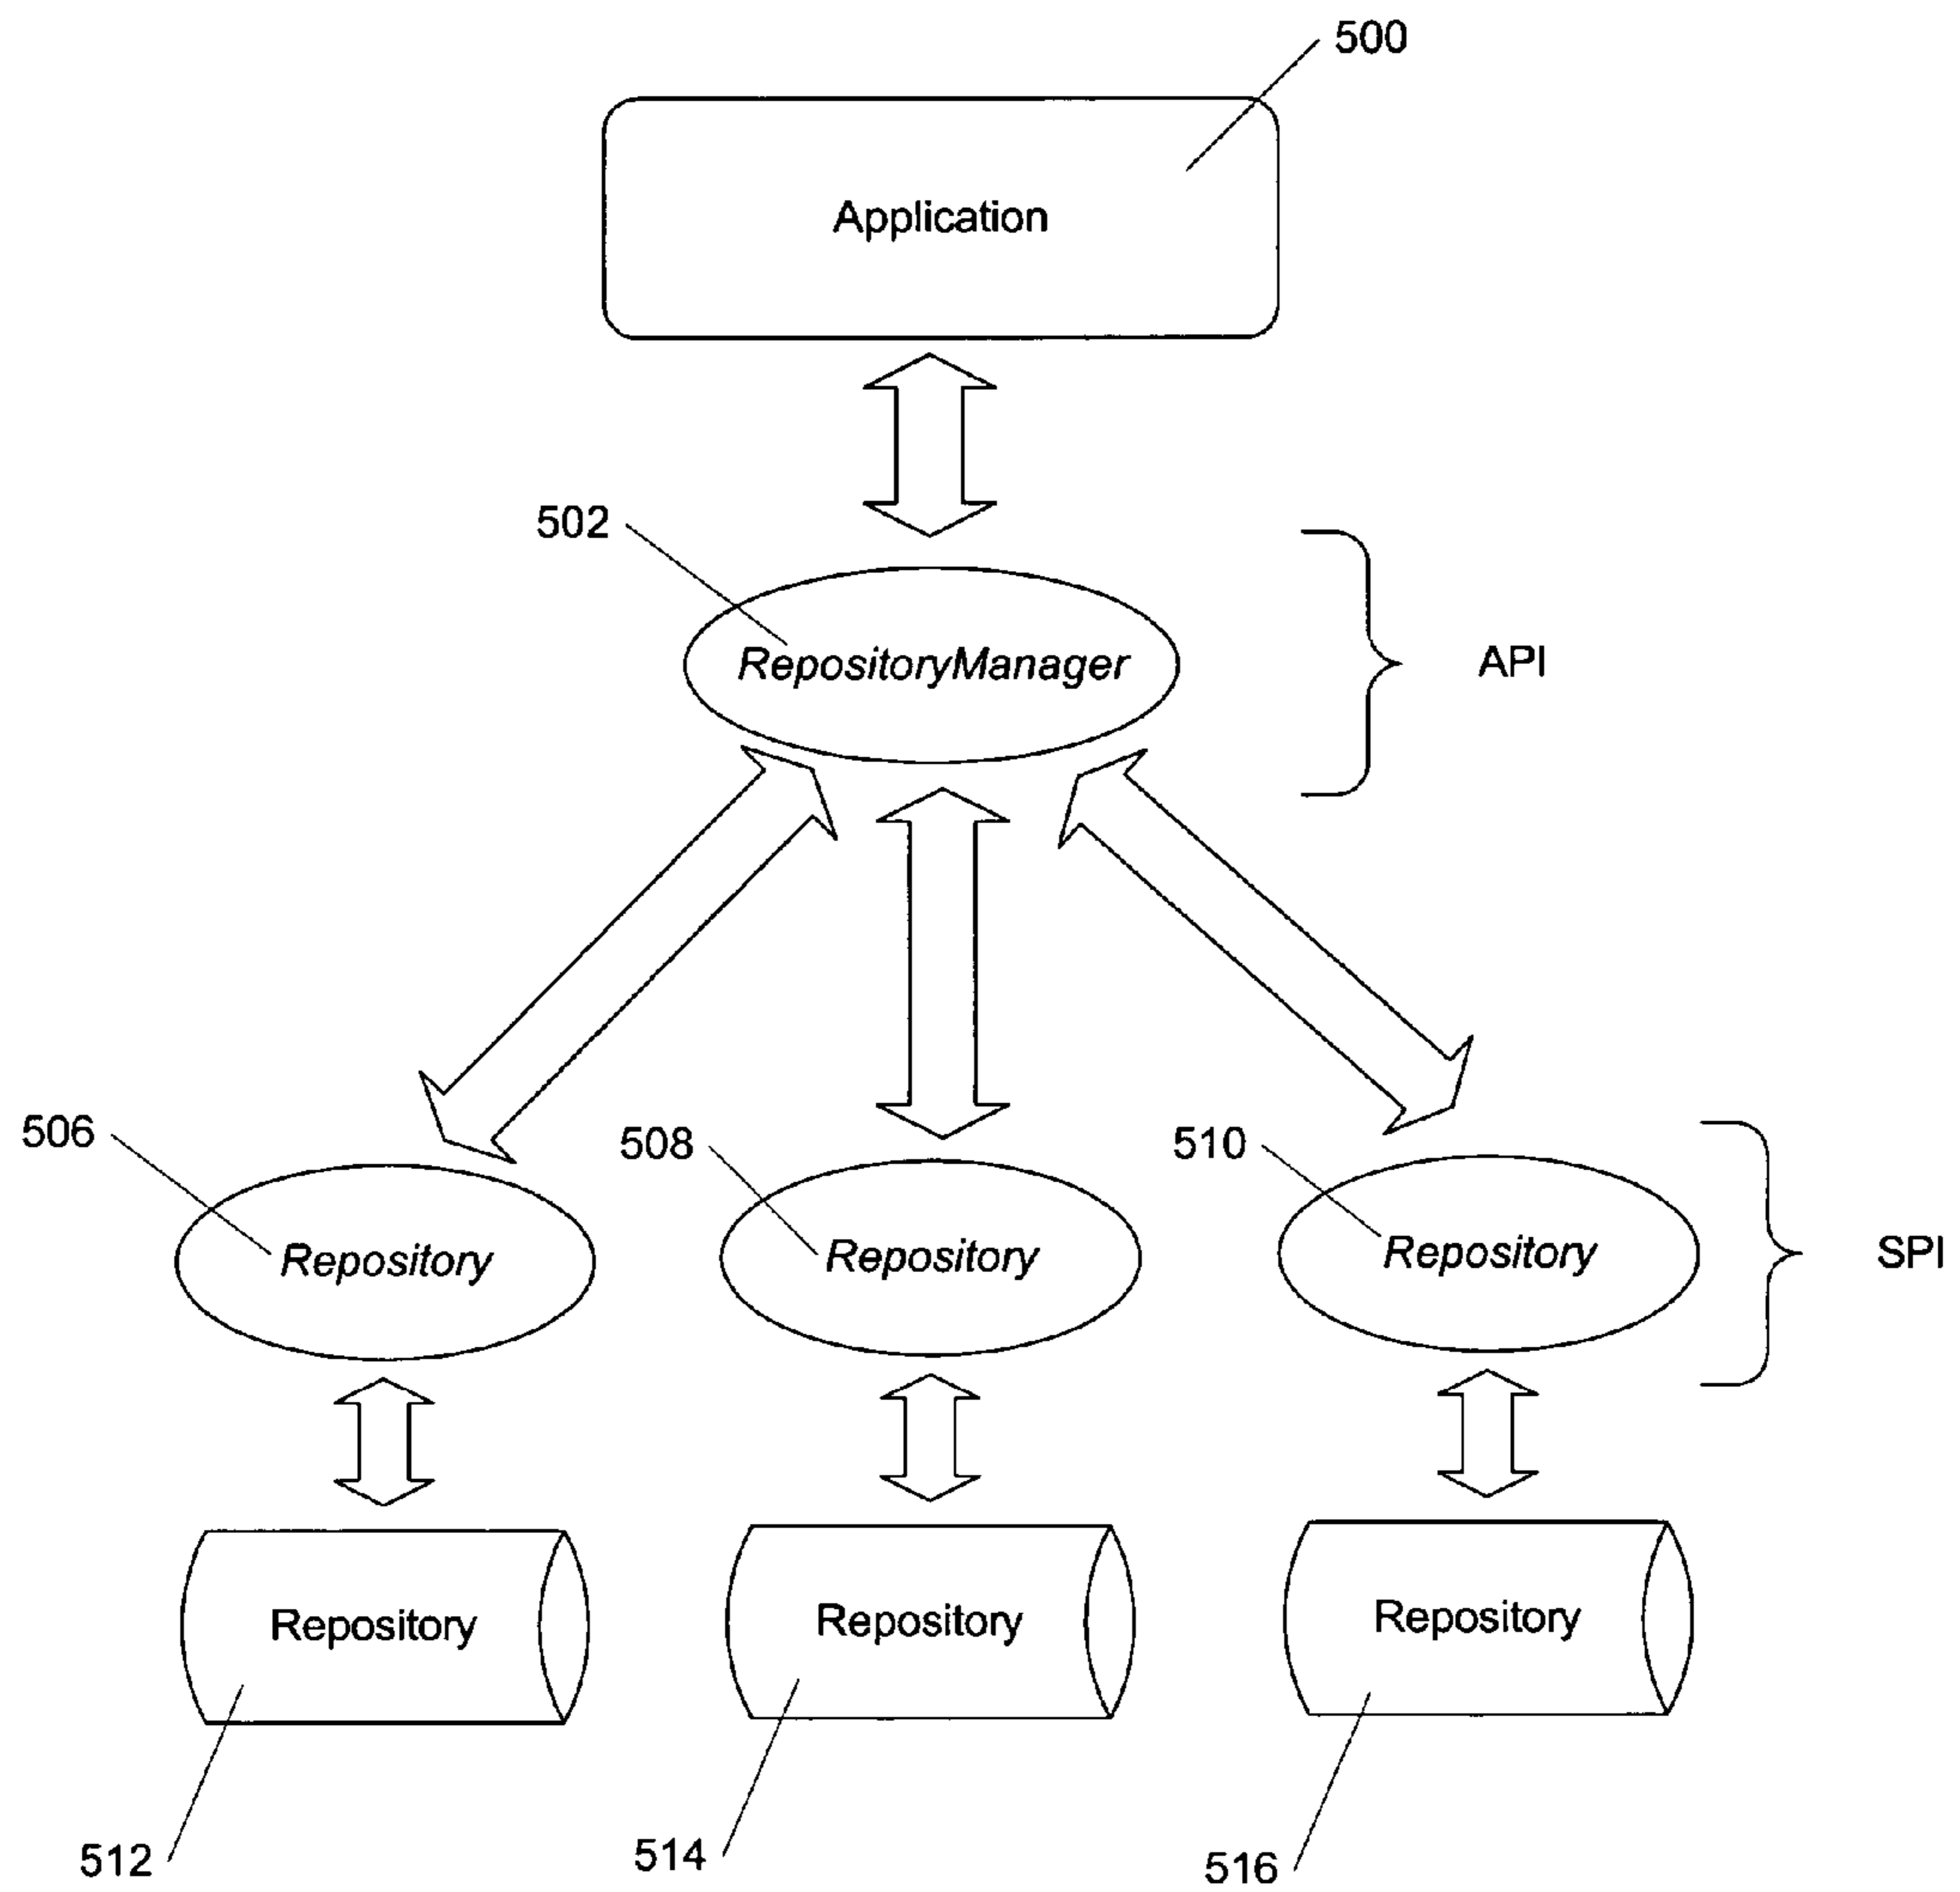 500
Application
502
RepositoryManager
API
506
508
510
Repository
Repository
Repository
SPI
Repository
Repository
Repository
512
514
516